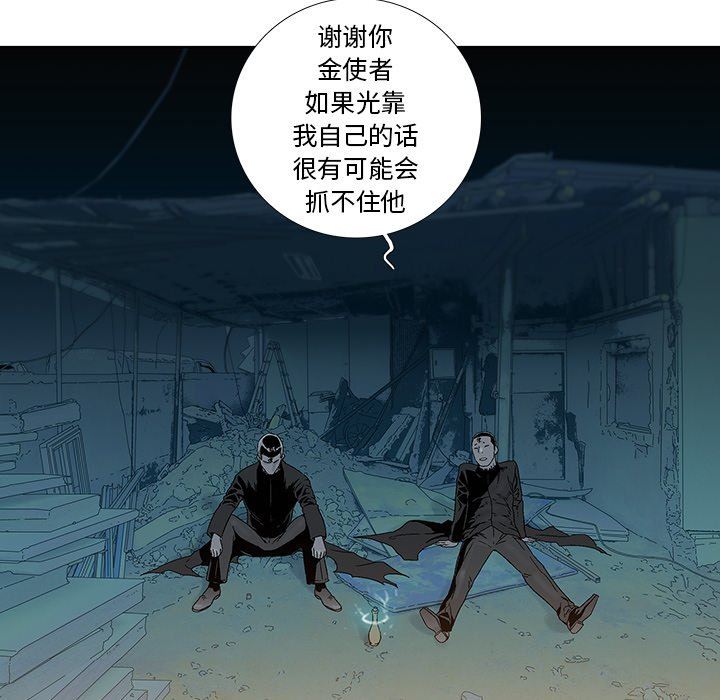 谢谢你
金使者
如果光靠
我自己的话
很有可能会
抓不住他